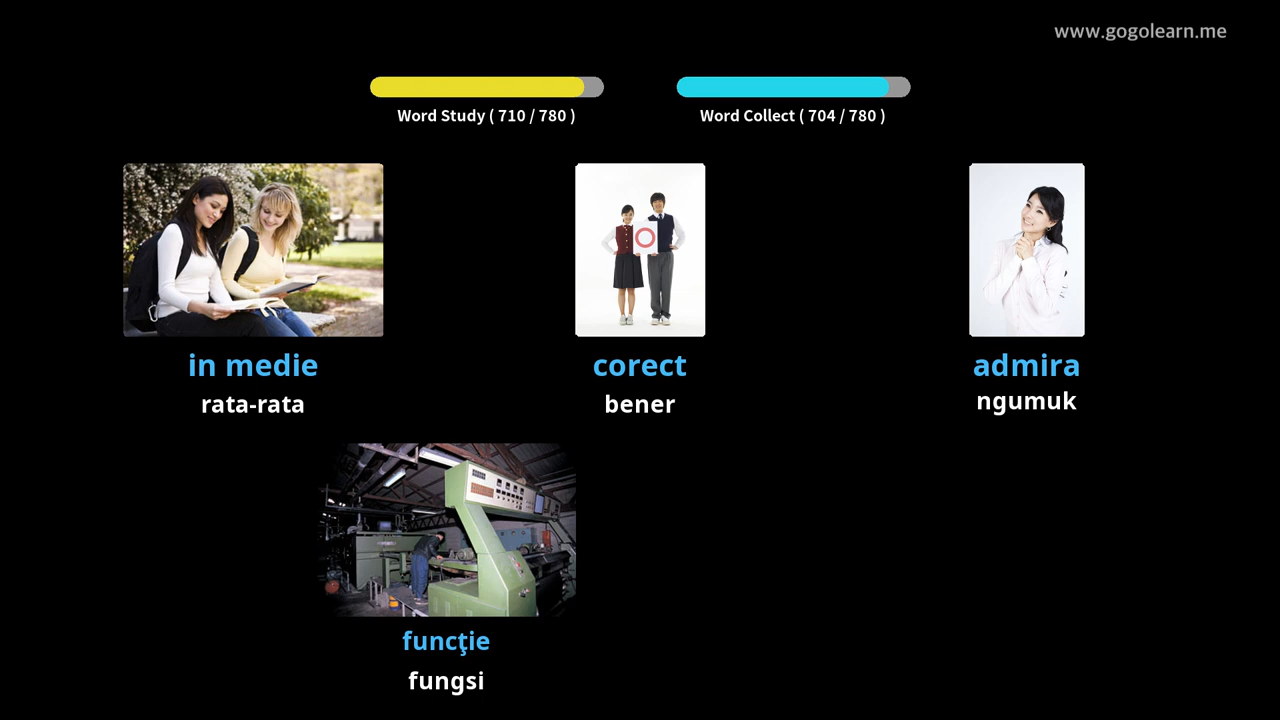 www.gogolearn.me
Word Study ( 710 / 780 )
Word Collect ( 704 / 780 )
in medie
rata-rata
corect
bener
admira
ngumuk
funcţie
fungsi